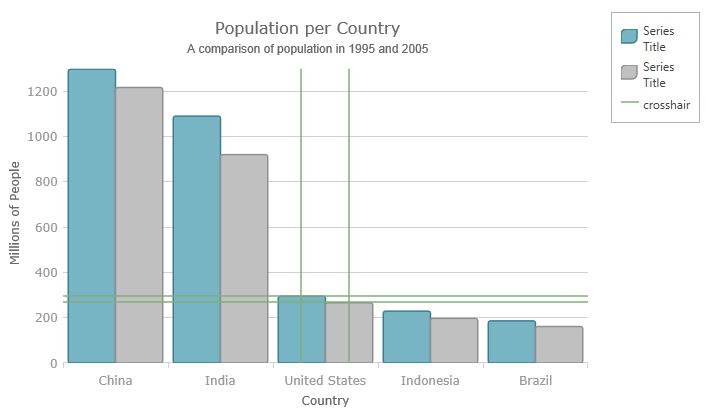 Population per Country
A comparison of population in 1995 and 2005
Series
Title
Series
Title
crosshair
Millions of People
1200
1000
800
600
400
200
0
China
India
United States
Indonesia
Brazil
Country